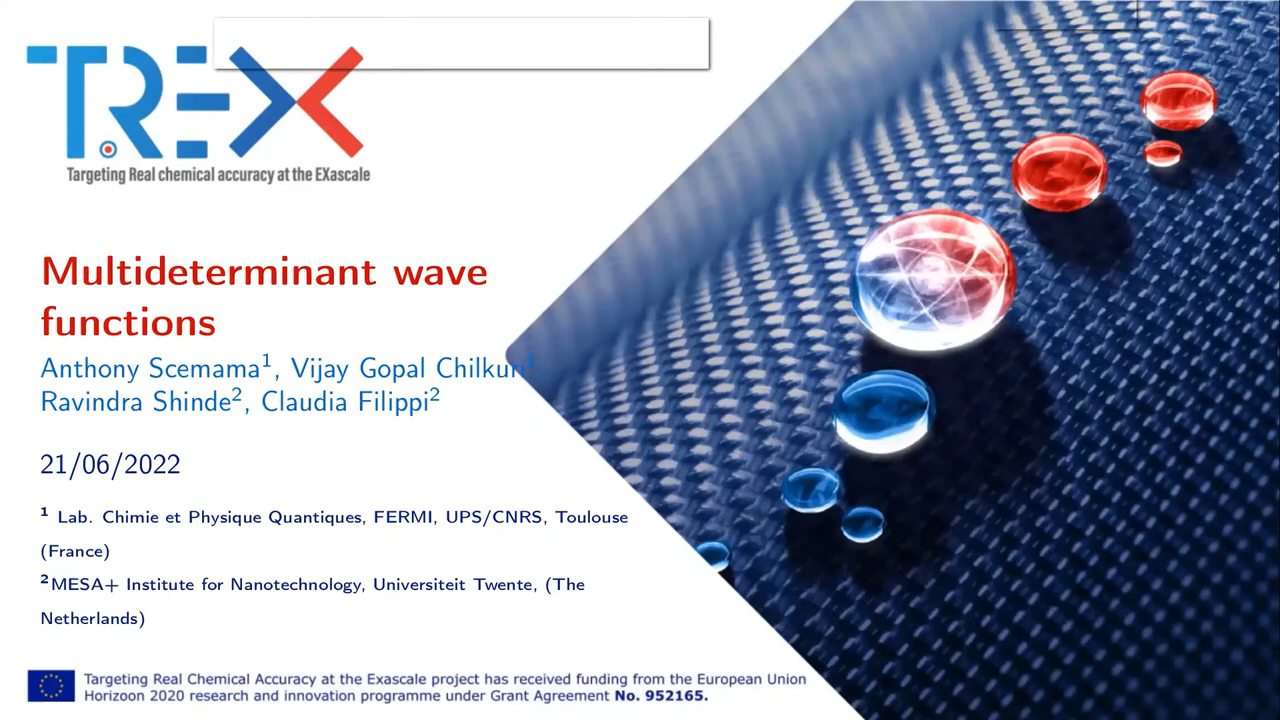 TREX
Targeting Real chemical accuracy at the EXascale
Multideterminant wave
functions
Anthony Scemama¹, Vijay Gopal Chilkuri¹,
Ravindra Shinde², Claudia Filippi²
21/06/2022
¹ Lab. Chimie et Physique Quantiques, FERMI, UPS/CNRS, Toulouse
(France)
²MESA+ Institute for Nanotechnology, Universiteit Twente, (The
Netherlands)
Targeting Real Chemical Accuracy at the Exascale project has received funding from the European Union
Horizoon 2020 research and innovation programme under Grant Agreement No. 952165.